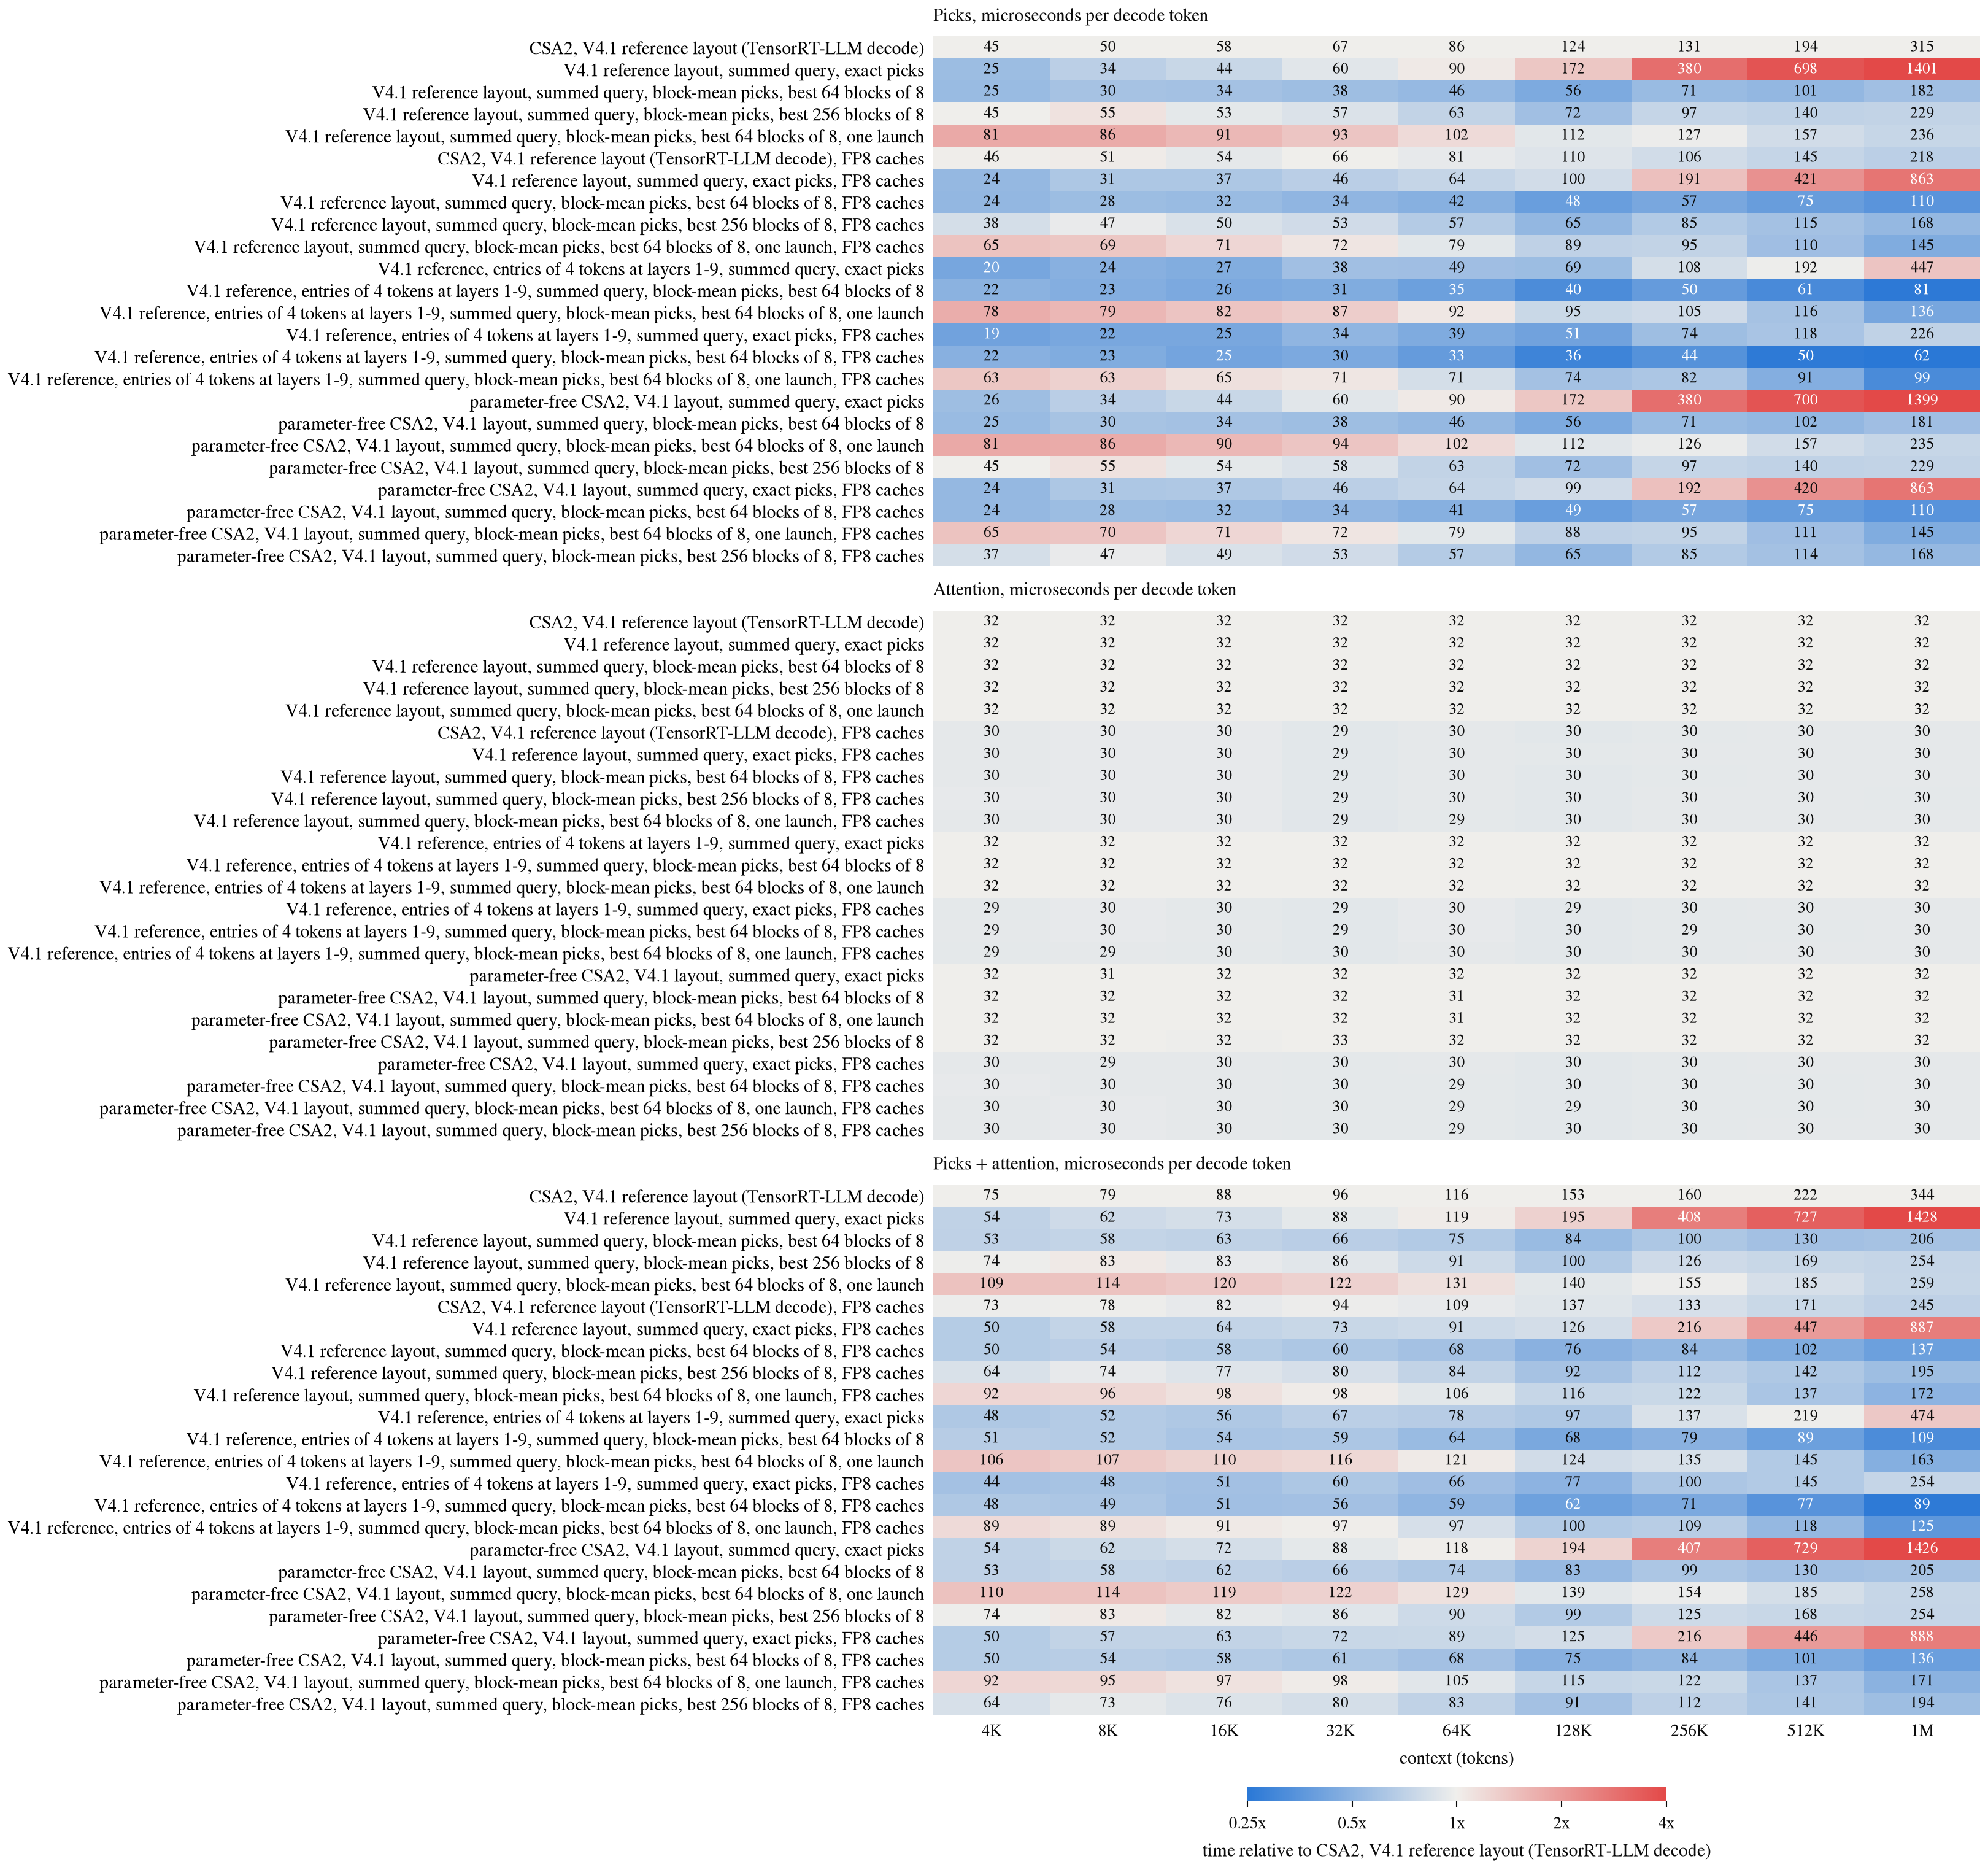 Picks, microseconds per decode token
CSA2, V4.1 reference layout (TensorRT-LLM decode) 45 50 58 67 86 124 131 194 315
V4.1 reference layout, summed query, exact picks 25 34 44 60 90 172 380 698 1401
V4.1 reference layout, summed query, block-mean picks, best 64 blocks of 8 25 30 34 38 46 56 71 101 182
V4.1 reference layout, summed query, block-mean picks, best 256 blocks of 8 45 55 53 57 63 72 97 140 229
V4.1 reference layout, summed query, block-mean picks, best 64 blocks of 8, one launch 81 86 91 93 102 112 127 157 236
CSA2, V4.1 reference layout (TensorRT-LLM decode), FP8 caches 46 51 54 66 81 110 106 145 218
V4.1 reference layout, summed query, exact picks, FP8 caches 24 31 37 46 64 100 191 421 863
V4.1 reference layout, summed query, block-mean picks, best 64 blocks of 8, FP8 caches 24 28 32 34 42 48 57 75 110
V4.1 reference layout, summed query, block-mean picks, best 256 blocks of 8, FP8 caches 38 47 50 53 57 65 85 115 168
V4.1 reference layout, summed query, block-mean picks, best 64 blocks of 8, one launch, FP8 caches 65 69 71 72 79 89 95 110 145
V4.1 reference, entries of 4 tokens at layers 1-9, summed query, exact picks 20 24 27 38 49 69 108 192 447
V4.1 reference, entries of 4 tokens at layers 1-9, summed query, block-mean picks, best 64 blocks of 8 22 23 26 31 35 40 50 61 81
V4.1 reference, entries of 4 tokens at layers 1-9, summed query, block-mean picks, best 64 blocks of 8, one launch 78 79 82 87 92 95 105 116 136
V4.1 reference, entries of 4 tokens at layers 1-9, summed query, exact picks, FP8 caches 19 22 25 34 39 51 74 118 226
V4.1 reference, entries of 4 tokens at layers 1-9, summed query, block-mean picks, best 64 blocks of 8, FP8 caches 22 23 25 30 33 36 44 50 62
V4.1 reference, entries of 4 tokens at layers 1-9, summed query, block-mean picks, best 64 blocks of 8, one launch, FP8 caches 63 63 65 71 71 74 82 91 99
parameter-free CSA2, V4.1 layout, summed query, exact picks 26 34 44 60 90 172 380 700 1399
parameter-free CSA2, V4.1 layout, summed query, block-mean picks, best 64 blocks of 8 25 30 34 38 46 56 71 102 181
parameter-free CSA2, V4.1 layout, summed query, block-mean picks, best 64 blocks of 8, one launch 81 86 90 94 102 112 126 157 235
parameter-free CSA2, V4.1 layout, summed query, block-mean picks, best 256 blocks of 8 45 55 54 58 63 72 97 140 229
parameter-free CSA2, V4.1 layout, summed query, exact picks, FP8 caches 24 31 37 46 64 99 192 420 863
parameter-free CSA2, V4.1 layout, summed query, block-mean picks, best 64 blocks of 8, FP8 caches 24 28 32 34 41 49 57 75 110
parameter-free CSA2, V4.1 layout, summed query, block-mean picks, best 64 blocks of 8, one launch, FP8 caches 65 70 71 72 79 88 95 111 145
parameter-free CSA2, V4.1 layout, summed query, block-mean picks, best 256 blocks of 8, FP8 caches 37 47 49 53 57 65 85 114 168
Attention, microseconds per decode token
CSA2, V4.1 reference layout (TensorRT-LLM decode) 32 32 32 32 32 32 32 32 32
V4.1 reference layout, summed query, exact picks 32 32 32 32 32 32 32 32 32
V4.1 reference layout, summed query, block-mean picks, best 64 blocks of 8 32 32 32 32 32 32 32 32 32
V4.1 reference layout, summed query, block-mean picks, best 256 blocks of 8 32 32 32 32 32 32 32 32 32
V4.1 reference layout, summed query, block-mean picks, best 64 blocks of 8, one launch 32 32 32 32 32 32 32 32 32
CSA2, V4.1 reference layout (TensorRT-LLM decode), FP8 caches 30 30 30 29 30 30 30 30 30
V4.1 reference layout, summed query, exact picks, FP8 caches 30 30 30 29 30 30 30 30 30
V4.1 reference layout, summed query, block-mean picks, best 64 blocks of 8, FP8 caches 30 30 30 29 30 30 30 30 30
V4.1 reference layout, summed query, block-mean picks, best 256 blocks of 8, FP8 caches 30 30 30 29 30 30 30 30 30
V4.1 reference layout, summed query, block-mean picks, best 64 blocks of 8, one launch, FP8 caches 30 30 30 29 29 30 30 30 30
V4.1 reference, entries of 4 tokens at layers 1-9, summed query, exact picks 32 32 32 32 32 32 32 32 32
V4.1 reference, entries of 4 tokens at layers 1-9, summed query, block-mean picks, best 64 blocks of 8 32 32 32 32 32 32 32 32 32
V4.1 reference, entries of 4 tokens at layers 1-9, summed query, block-mean picks, best 64 blocks of 8, one launch 32 32 32 32 32 32 32 32 32
V4.1 reference, entries of 4 tokens at layers 1-9, summed query, exact picks, FP8 caches 29 30 30 29 30 29 30 30 30
V4.1 reference, entries of 4 tokens at layers 1-9, summed query, block-mean picks, best 64 blocks of 8, FP8 caches 29 30 30 29 30 30 29 30 30
V4.1 reference, entries of 4 tokens at layers 1-9, summed query, block-mean picks, best 64 blocks of 8, one launch, FP8 caches 29 29 30 30 30 30 30 30 30
parameter-free CSA2, V4.1 layout, summed query, exact picks 32 31 32 32 32 32 32 32 32
parameter-free CSA2, V4.1 layout, summed query, block-mean picks, best 64 blocks of 8 32 32 32 32 31 32 32 32 32
parameter-free CSA2, V4.1 layout, summed query, block-mean picks, best 64 blocks of 8, one launch 32 32 32 32 31 32 32 32 32
parameter-free CSA2, V4.1 layout, summed query, block-mean picks, best 256 blocks of 8 32 32 32 33 32 32 32 32 32
parameter-free CSA2, V4.1 layout, summed query, exact picks, FP8 caches 30 29 30 30 30 30 30 30 30
parameter-free CSA2, V4.1 layout, summed query, block-mean picks, best 64 blocks of 8, FP8 caches 30 30 30 30 29 30 30 30 30
parameter-free CSA2, V4.1 layout, summed query, block-mean picks, best 64 blocks of 8, one launch, FP8 caches 30 30 30 30 29 29 30 30 30
parameter-free CSA2, V4.1 layout, summed query, block-mean picks, best 256 blocks of 8, FP8 caches 30 30 30 30 29 30 30 30 30
Picks + attention, microseconds per decode token
CSA2, V4.1 reference layout (TensorRT-LLM decode) 75 79 88 96 116 153 160 222 344
V4.1 reference layout, summed query, exact picks 54 62 73 88 119 195 408 727 1428
V4.1 reference layout, summed query, block-mean picks, best 64 blocks of 8 53 58 63 66 75 84 100 130 206
V4.1 reference layout, summed query, block-mean picks, best 256 blocks of 8 74 83 83 86 91 100 126 169 254
V4.1 reference layout, summed query, block-mean picks, best 64 blocks of 8, one launch 109 114 120 122 131 140 155 185 259
CSA2, V4.1 reference layout (TensorRT-LLM decode), FP8 caches 73 78 82 94 109 137 133 171 245
V4.1 reference layout, summed query, exact picks, FP8 caches 50 58 64 73 91 126 216 447 887
V4.1 reference layout, summed query, block-mean picks, best 64 blocks of 8, FP8 caches 50 54 58 60 68 76 84 102 137
V4.1 reference layout, summed query, block-mean picks, best 256 blocks of 8, FP8 caches 64 74 77 80 84 92 112 142 195
V4.1 reference layout, summed query, block-mean picks, best 64 blocks of 8, one launch, FP8 caches 92 96 98 98 106 116 122 137 172
V4.1 reference, entries of 4 tokens at layers 1-9, summed query, exact picks 48 52 56 67 78 97 137 219 474
V4.1 reference, entries of 4 tokens at layers 1-9, summed query, block-mean picks, best 64 blocks of 8 51 52 54 59 64 68 79 89 109
V4.1 reference, entries of 4 tokens at layers 1-9, summed query, block-mean picks, best 64 blocks of 8, one launch 106 107 110 116 121 124 135 145 163
V4.1 reference, entries of 4 tokens at layers 1-9, summed query, exact picks, FP8 caches 44 48 51 60 66 77 100 145 254
V4.1 reference, entries of 4 tokens at layers 1-9, summed query, block-mean picks, best 64 blocks of 8, FP8 caches 48 49 51 56 59 62 71 77 89
V4.1 reference, entries of 4 tokens at layers 1-9, summed query, block-mean picks, best 64 blocks of 8, one launch, FP8 caches 89 89 91 97 97 100 109 118 125
parameter-free CSA2, V4.1 layout, summed query, exact picks 54 62 72 88 118 194 407 729 1426
parameter-free CSA2, V4.1 layout, summed query, block-mean picks, best 64 blocks of 8 53 58 62 66 74 83 99 130 205
parameter-free CSA2, V4.1 layout, summed query, block-mean picks, best 64 blocks of 8, one launch 110 114 119 122 129 139 154 185 258
parameter-free CSA2, V4.1 layout, summed query, block-mean picks, best 256 blocks of 8 74 83 82 86 90 99 125 168 254
parameter-free CSA2, V4.1 layout, summed query, exact picks, FP8 caches 50 57 63 72 89 125 216 446 888
parameter-free CSA2, V4.1 layout, summed query, block-mean picks, best 64 blocks of 8, FP8 caches 50 54 58 61 68 75 84 101 136
parameter-free CSA2, V4.1 layout, summed query, block-mean picks, best 64 blocks of 8, one launch, FP8 caches 92 95 97 98 105 115 122 137 171
parameter-free CSA2, V4.1 layout, summed query, block-mean picks, best 256 blocks of 8, FP8 caches 64 73 76 80 83 91 112 141 194
4K 8K 16K 32K 64K 128K 256K 512K 1M
context (tokens)
0.25x 0.5x 1x 2x 4x
time relative to CSA2, V4.1 reference layout (TensorRT-LLM decode)